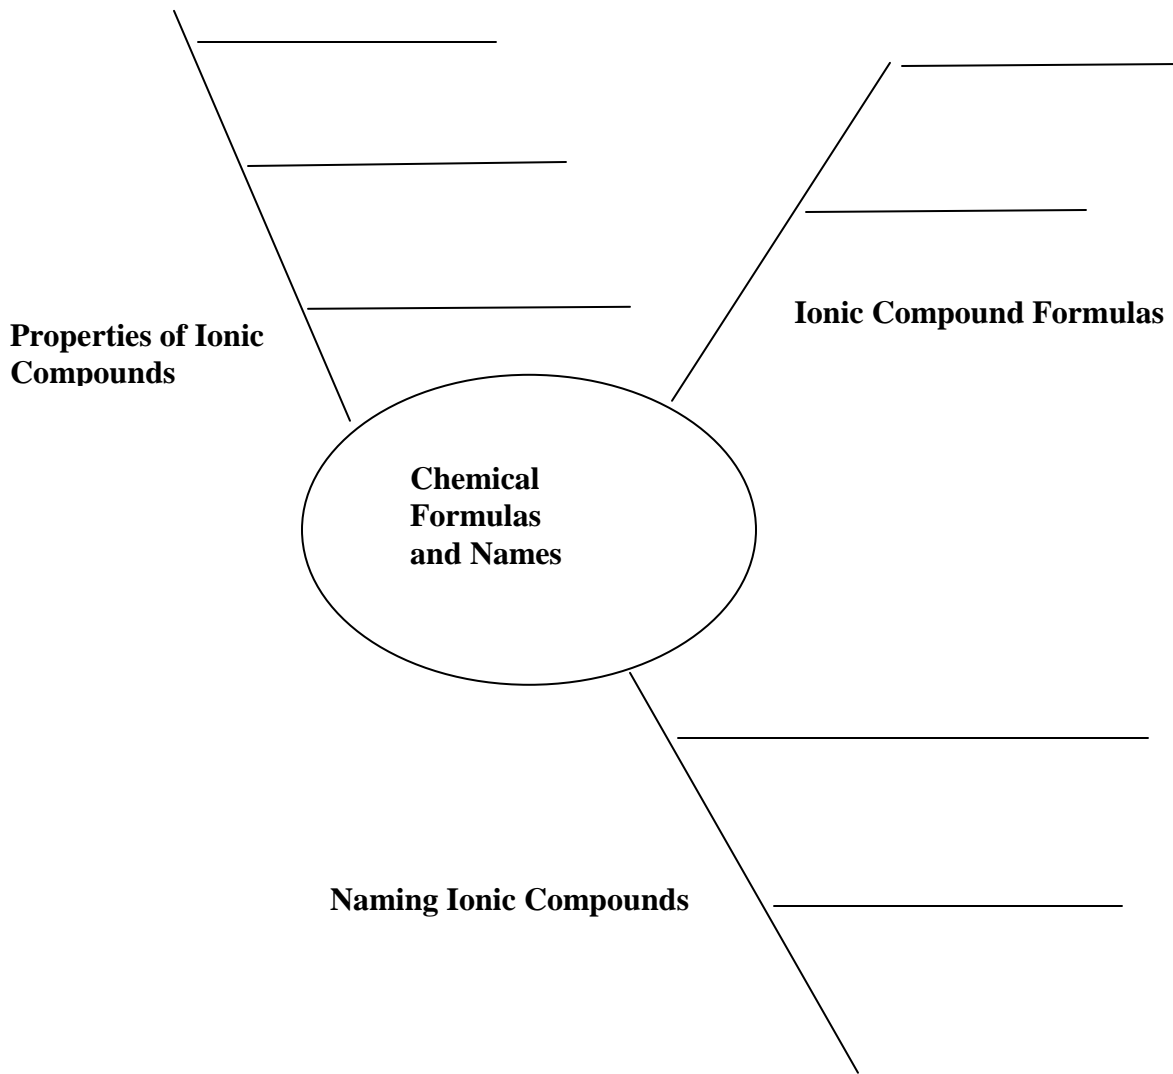 Properties of Ionic
Compounds
Ionic Compound Formulas
Chemical
Formulas
and Names
Naming Ionic Compounds